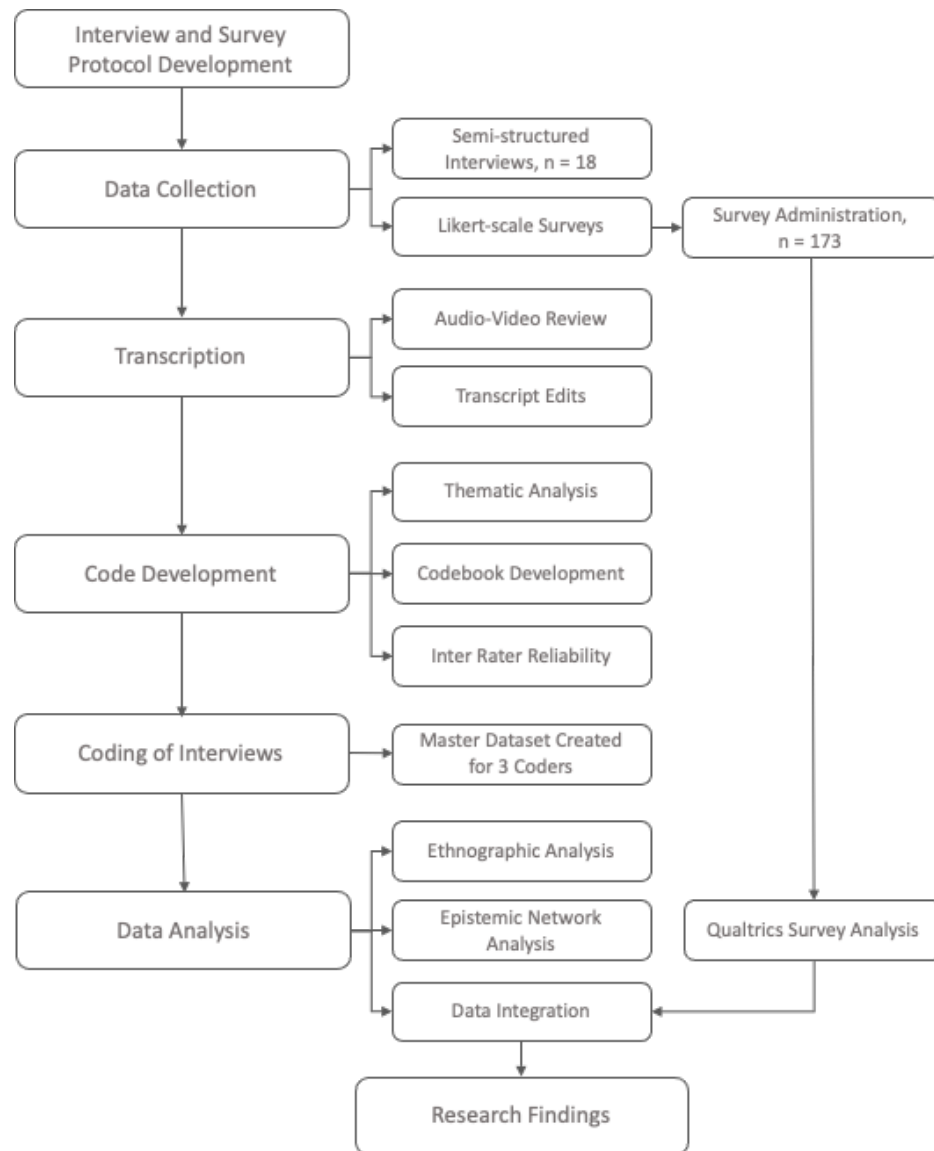 Interview and Survey
Protocol Development
Data Collection
Semi-structured
Interviews, n = 18
Likert-scale Surveys
Survey Administration,
n = 173
Transcription
Audio-Video Review
Transcript Edits
Code Development
Thematic Analysis
Codebook Development
Inter Rater Reliability
Coding of Interviews
Master Dataset Created
for 3 Coders
Data Analysis
Ethnographic Analysis
Epistemic Network
Analysis
Data Integration
Qualtrics Survey Analysis
Research Findings